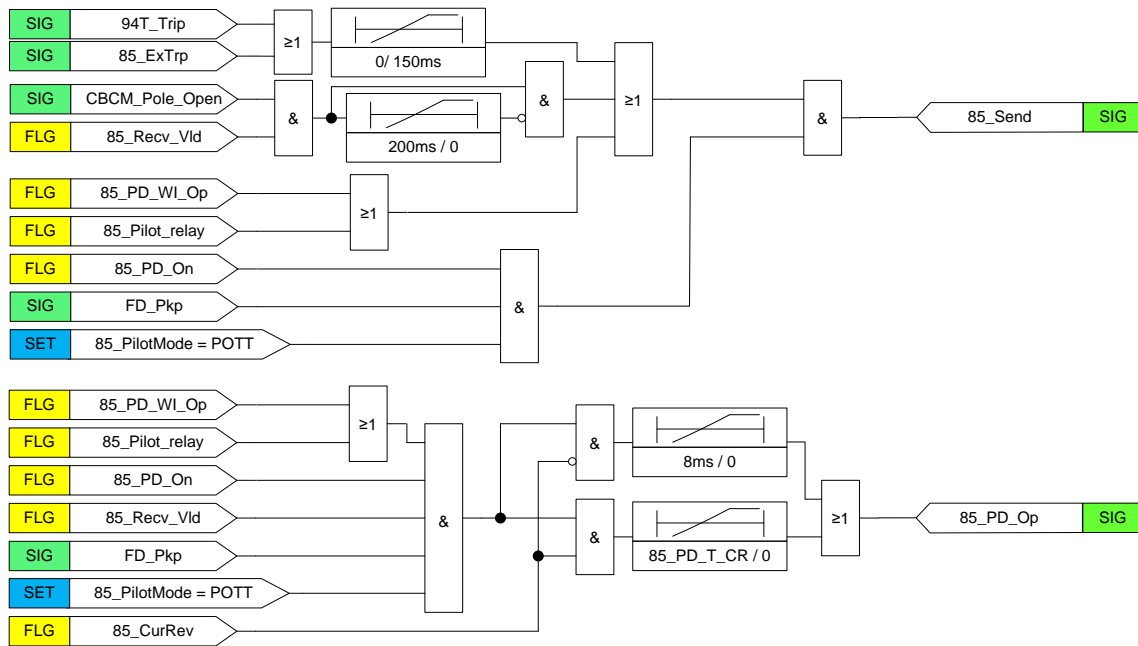 SIG 94T_Trip
SIG 85_ExTrp
≥1
0/ 150ms
SIG CBCM_Pole_Open
FLG 85_Recv_Vld
&
200ms / 0
&
≥1
&
85_Send SIG
FLG 85_PD_WI_Op
FLG 85_Pilot_relay
≥1
FLG 85_PD_On
SIG FD_Pkp
SET 85_PilotMode = POTT
&
FLG 85_PD_WI_Op
FLG 85_Pilot_relay
≥1
FLG 85_PD_On
FLG 85_Recv_Vld
SIG FD_Pkp
SET 85_PilotMode = POTT
FLG 85_CurRev
&
&
8ms / 0
&
85_PD_T_CR / 0
≥1
85_PD_Op SIG